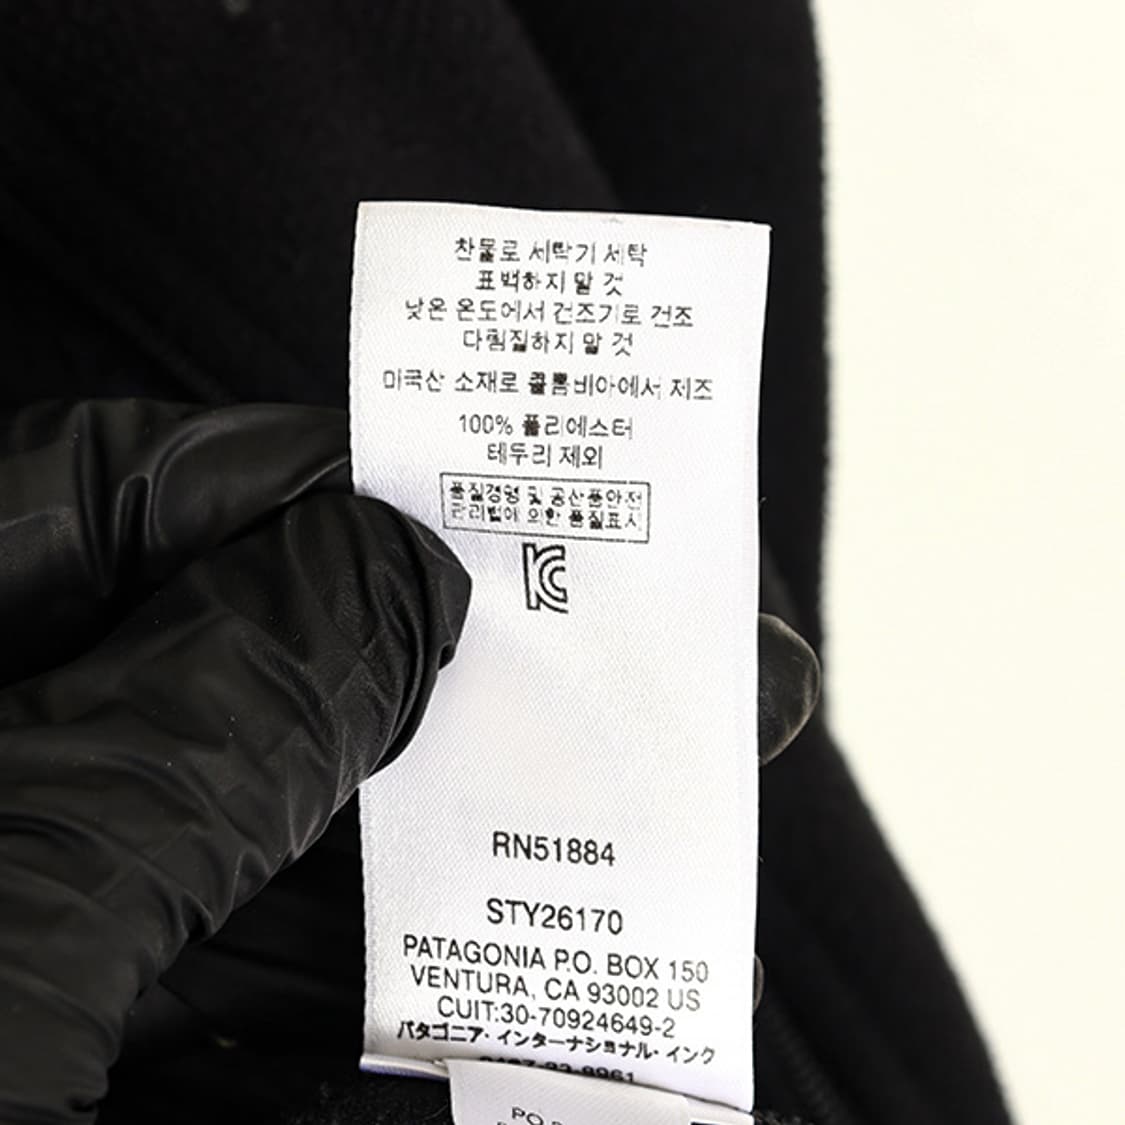 찬물로 세탁기 세탁
표백하지 말 것
낮은 온도에서 건조기로 건조
다림질하지 말 것
미국산 소재로 콜롬비아에서 제조
100% 폴리에스터
테두리 제외
품질경영 및 공산품안전
관리법에 의한 품질표시
KC
RN51884
STY26170
PATAGONIA P.O. BOX 150
VENTURA, CA 93002 US
CUIT:30-70924649-2
パタゴニア・インターナショナル・インク